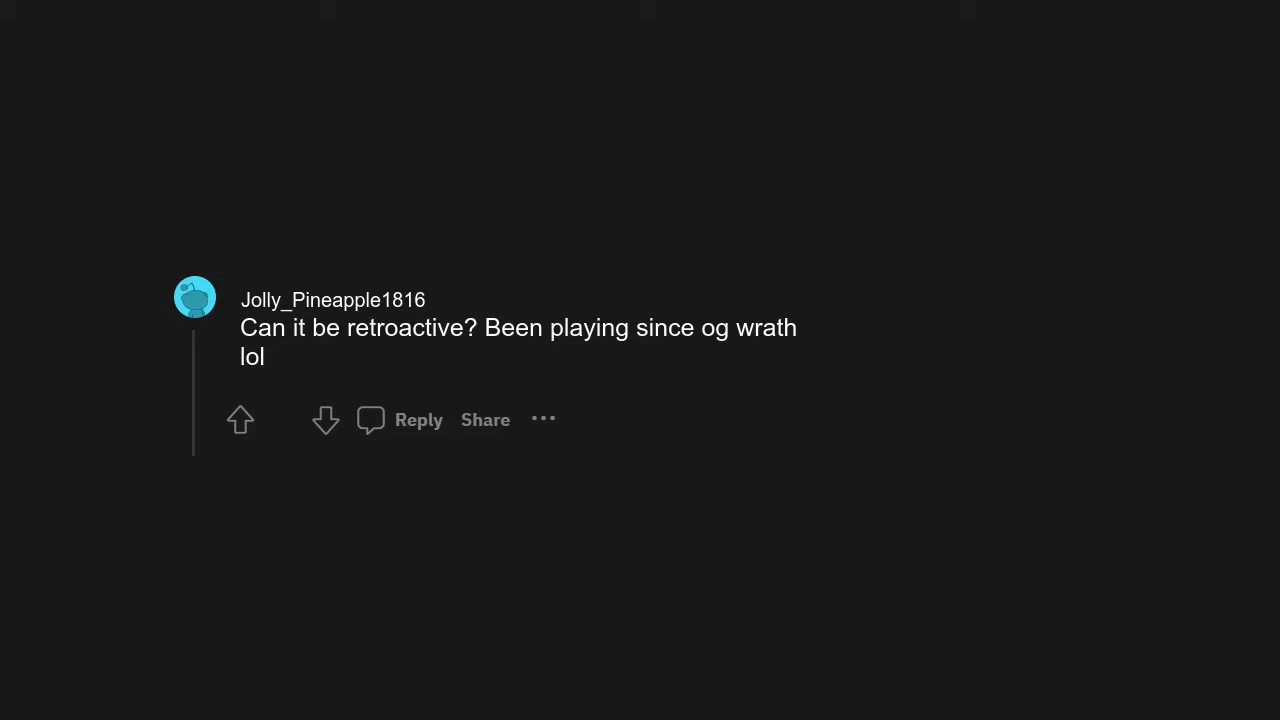 Jolly_Pineapple1816
Can it be retroactive? Been playing since og wrath
lol
Reply Share